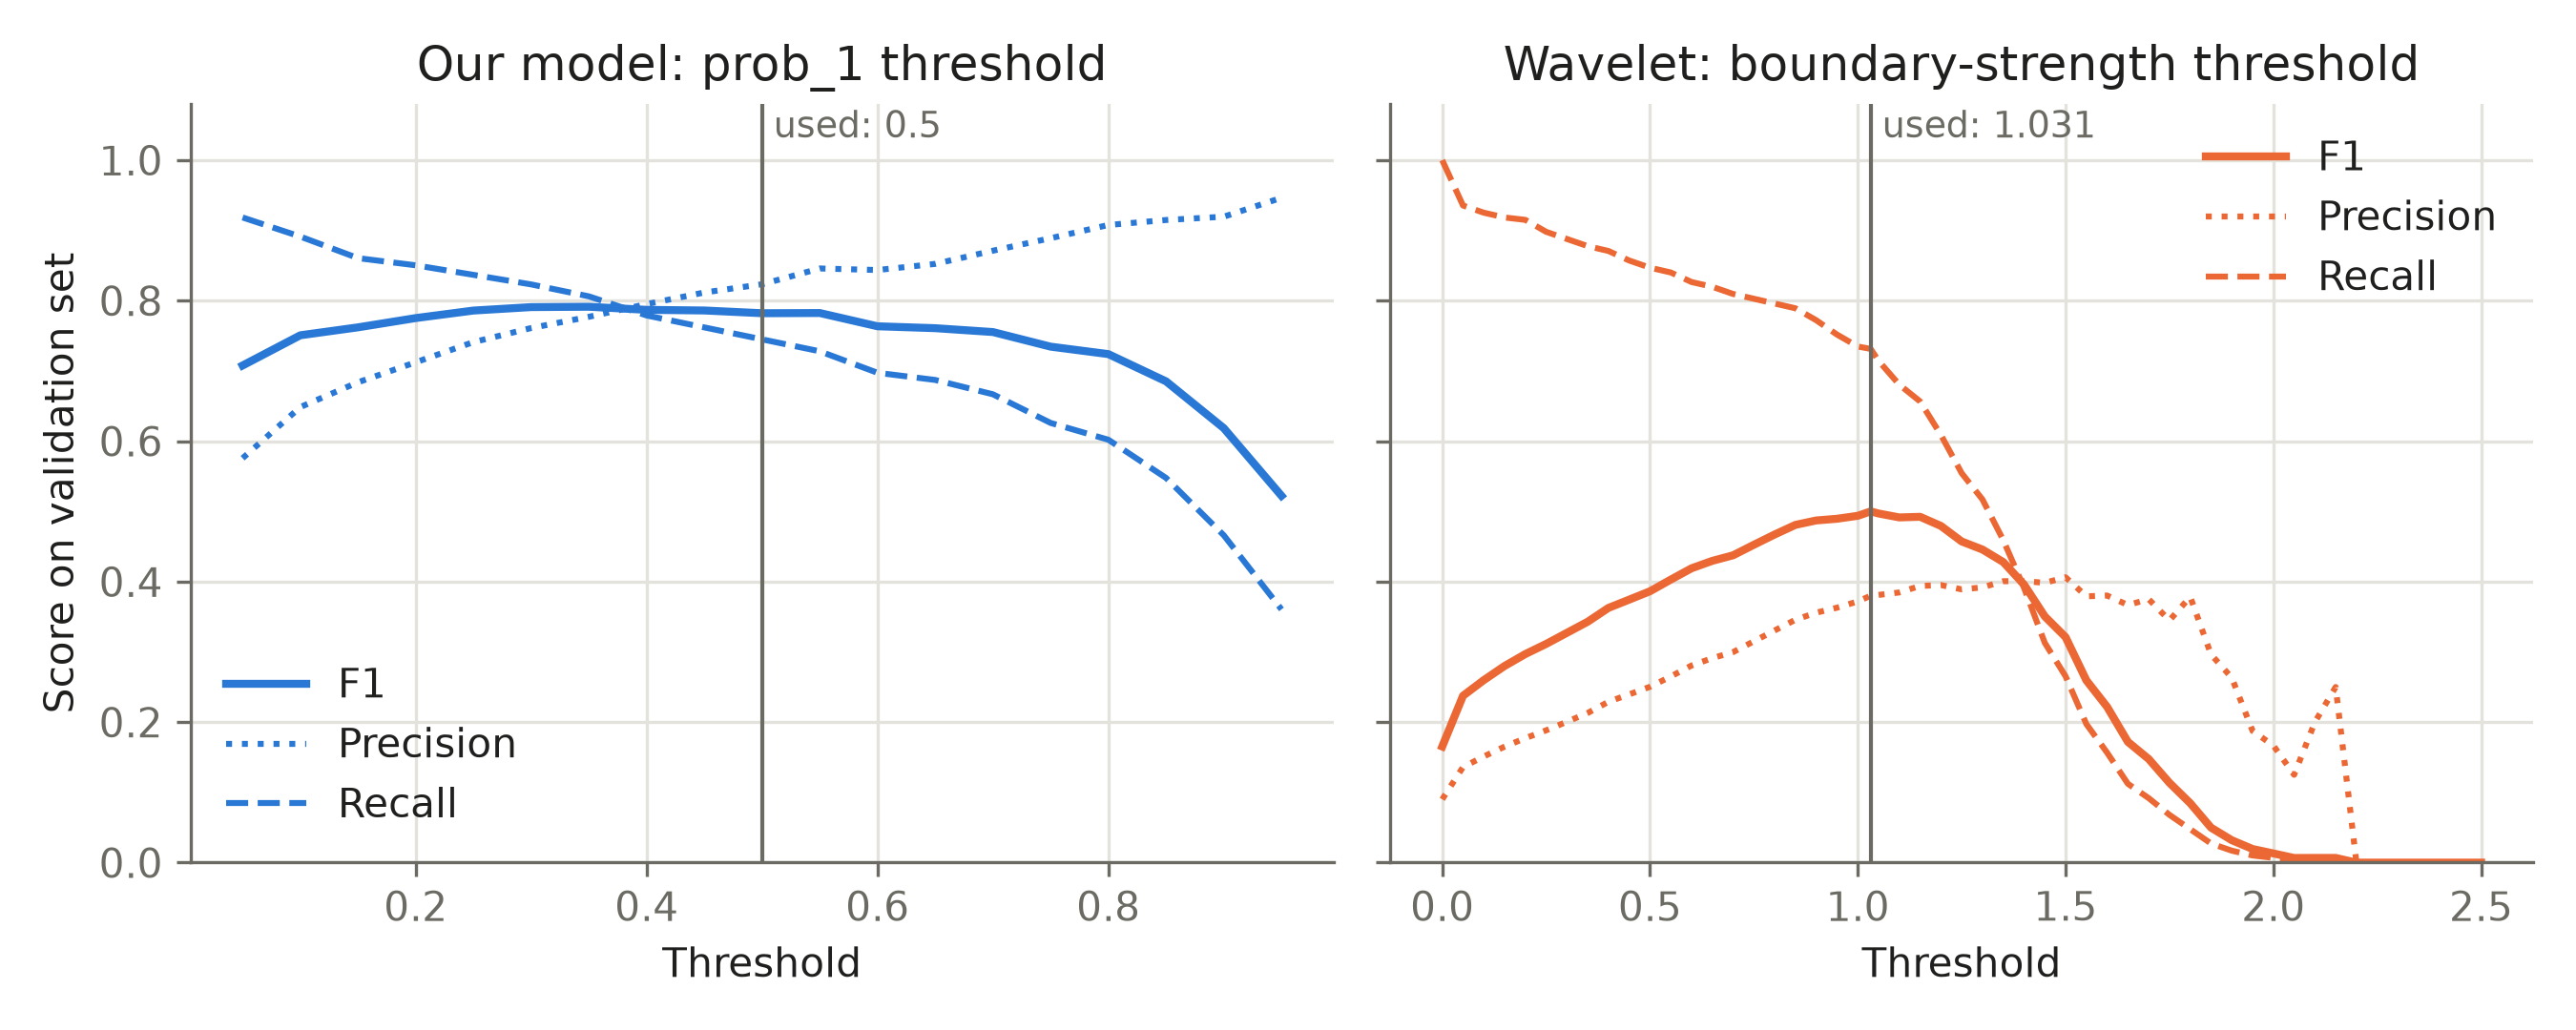 Our model: prob_1 threshold
used: 0.5
Score on validation set
1.0
0.8
0.6
0.4
0.2
0.0
F1
Precision
Recall
0.2 0.4 0.6 0.8
Threshold
Wavelet: boundary-strength threshold
used: 1.031
F1
Precision
Recall
0.0 0.5 1.0 1.5 2.0 2.5
Threshold